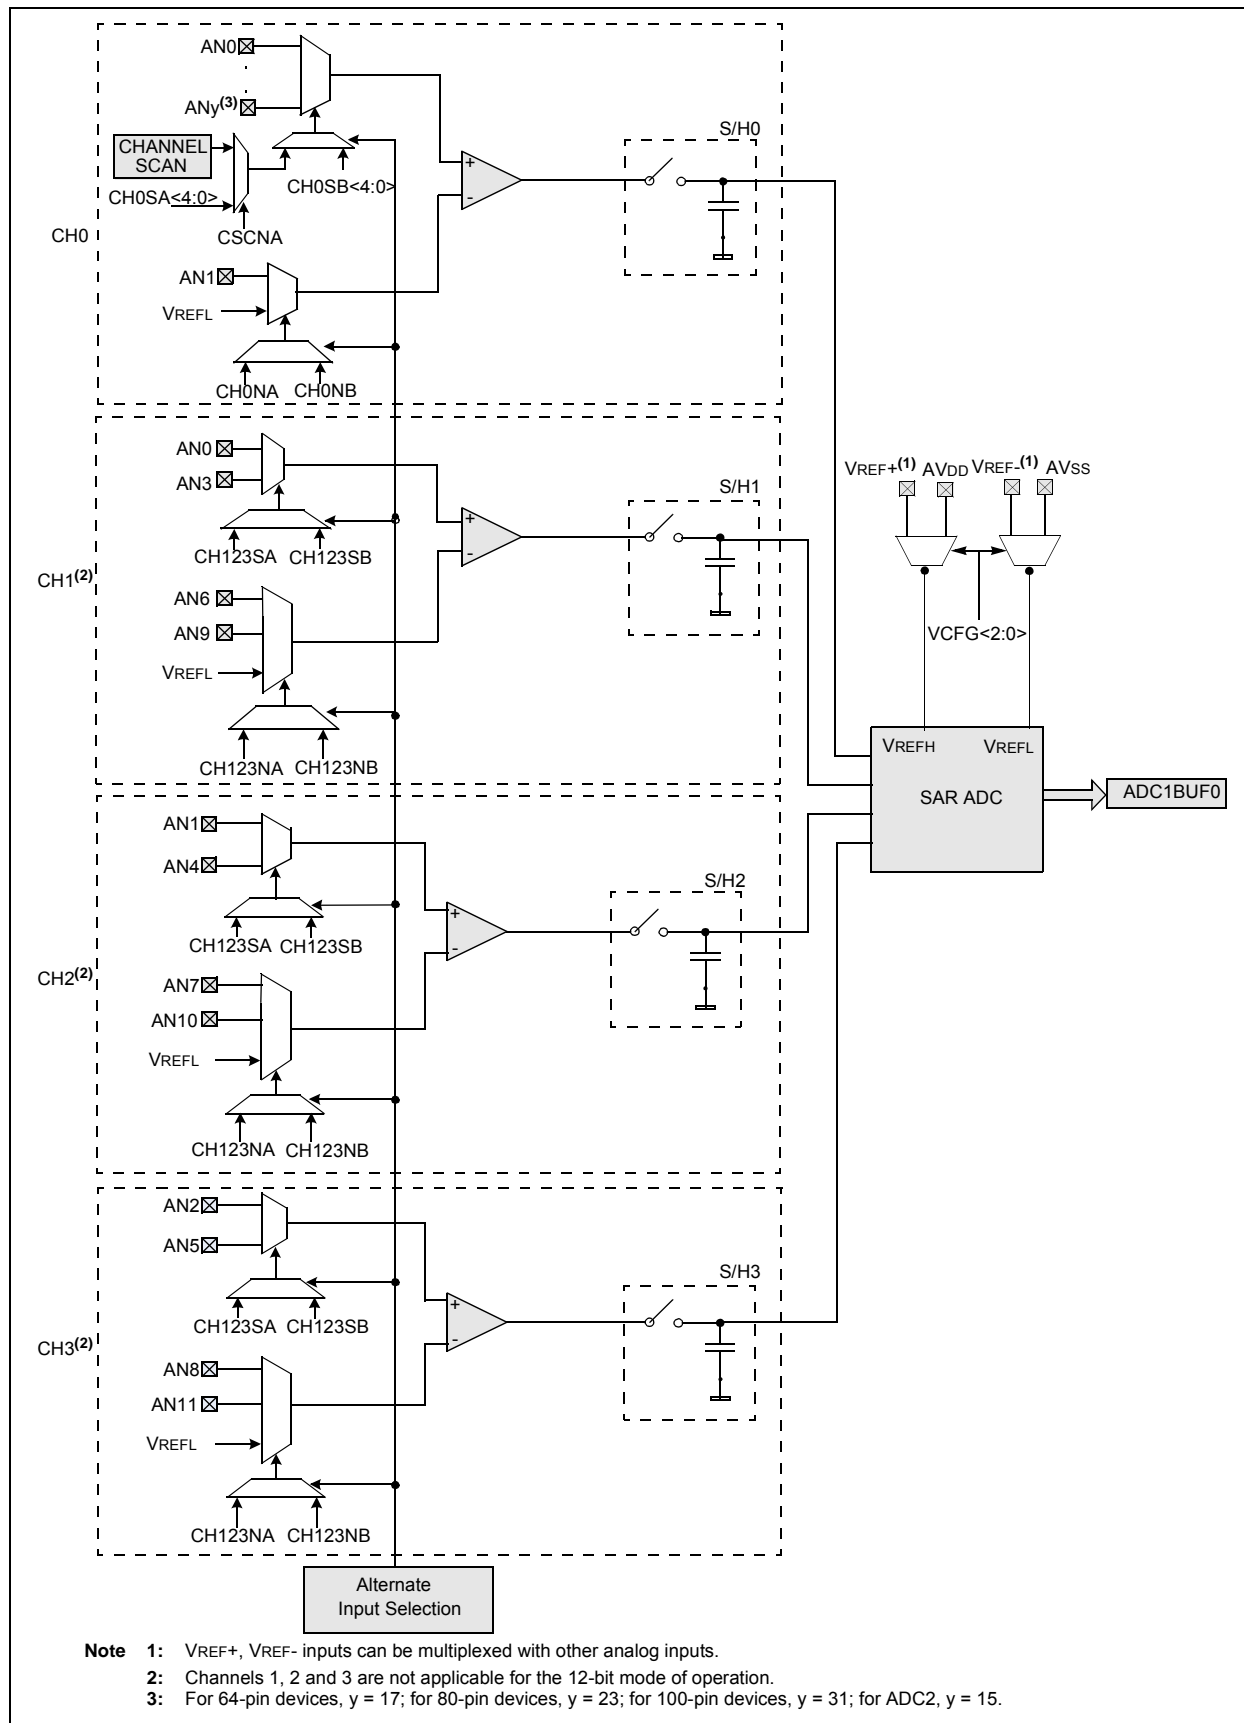 AN0
ANy(3)
CHANNEL
SCAN
CH0SA<4:0>
CH0SB<4:0>
CSCNA
CH0
S/H0
+
-
AN1
VREFL
CH0NA CH0NB
AN0
AN3
CH123SA CH123SB
CH1(2)
S/H1
+
-
AN6
AN9
VREFL
CH123NA CH123NB
VREF+(1) AVDD VREF-(1) AVSS
VCFG<2:0>
VREFH VREFL
SAR ADC
ADC1BUF0
AN1
AN4
CH123SA CH123SB
CH2(2)
S/H2
+
-
AN7
AN10
VREFL
CH123NA CH123NB
AN2
AN5
CH123SA CH123SB
CH3(2)
S/H3
+
-
AN8
AN11
VREFL
CH123NA CH123NB
Alternate
Input Selection
Note 1: VREF+, VREF- inputs can be multiplexed with other analog inputs.
2: Channels 1, 2 and 3 are not applicable for the 12-bit mode of operation.
3: For 64-pin devices, y = 17; for 80-pin devices, y = 23; for 100-pin devices, y = 31; for ADC2, y = 15.